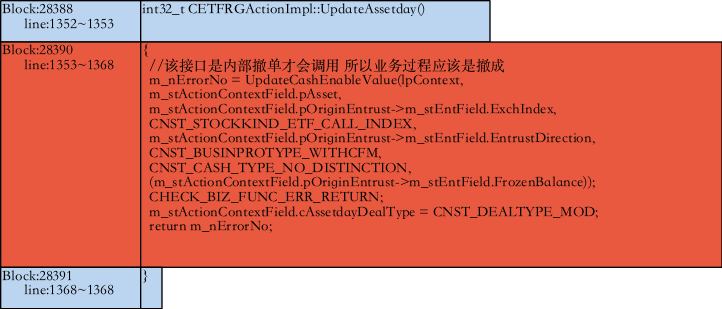 Block:28388
line:1352~1353
int32_t CETFRGActionImpl::UpdateAssetday()
Block:28390
line:1353~1368
{
//该接口是内部撤单才会调用 所以业务过程应该是撤成
m_nErrorNo = UpdateCashEnableValue(lpContext,
m_stActionContextField.pAsset,
m_stActionContextField.pOriginEntrust->m_stEntField.ExchIndex,
CNST_STOCKKIND_ETF_CALL_INDEX,
m_stActionContextField.pOriginEntrust->m_stEntField.EntrustDirection,
CNST_BUSINPROTYPE_WITHCFM,
CNST_CASH_TYPE_NO_DISTINCTION,
(m_stActionContextField.pOriginEntrust->m_stEntField.FrozenBalance));
CHECK_BIZ_FUNC_ERR_RETURN;
m_stActionContextField.cAssetdayDealType = CNST_DEALTYPE_MOD;
return m_nErrorNo;
Block:28391
line:1368~1368
}